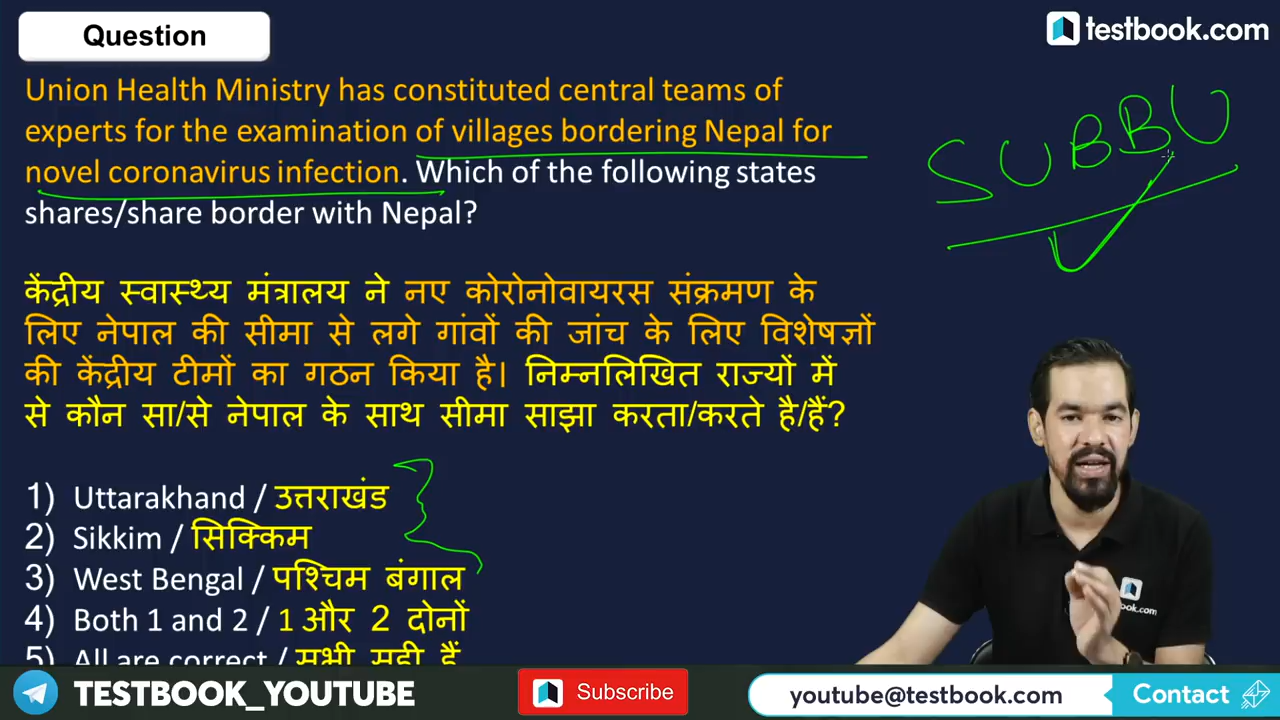 Question
testbook.com
Union Health Ministry has constituted central teams of
experts for the examination of villages bordering Nepal for
novel coronavirus infection. Which of the following states
shares/share border with Nepal?
SUBBU
केंद्रीय स्वास्थ्य मंत्रालय ने नए कोरोनोवायरस संक्रमण के
लिए नेपाल की सीमा से लगे गांवों की जांच के लिए विशेषज्ञों
की केंद्रीय टीमों का गठन किया है। निम्नलिखित राज्यों में
से कौन सा/से नेपाल के साथ सीमा साझा करता/करते है/हैं?
1) Uttarakhand / उत्तराखंड
2) Sikkim / सिक्किम
3) West Bengal / पश्चिम बंगाल
4) Both 1 and 2 / 1 और 2 दोनों
5) All are correct / सभी सही हैं
TESTBOOK_YOUTUBE
Subscribe
youtube@testbook.com
Contact